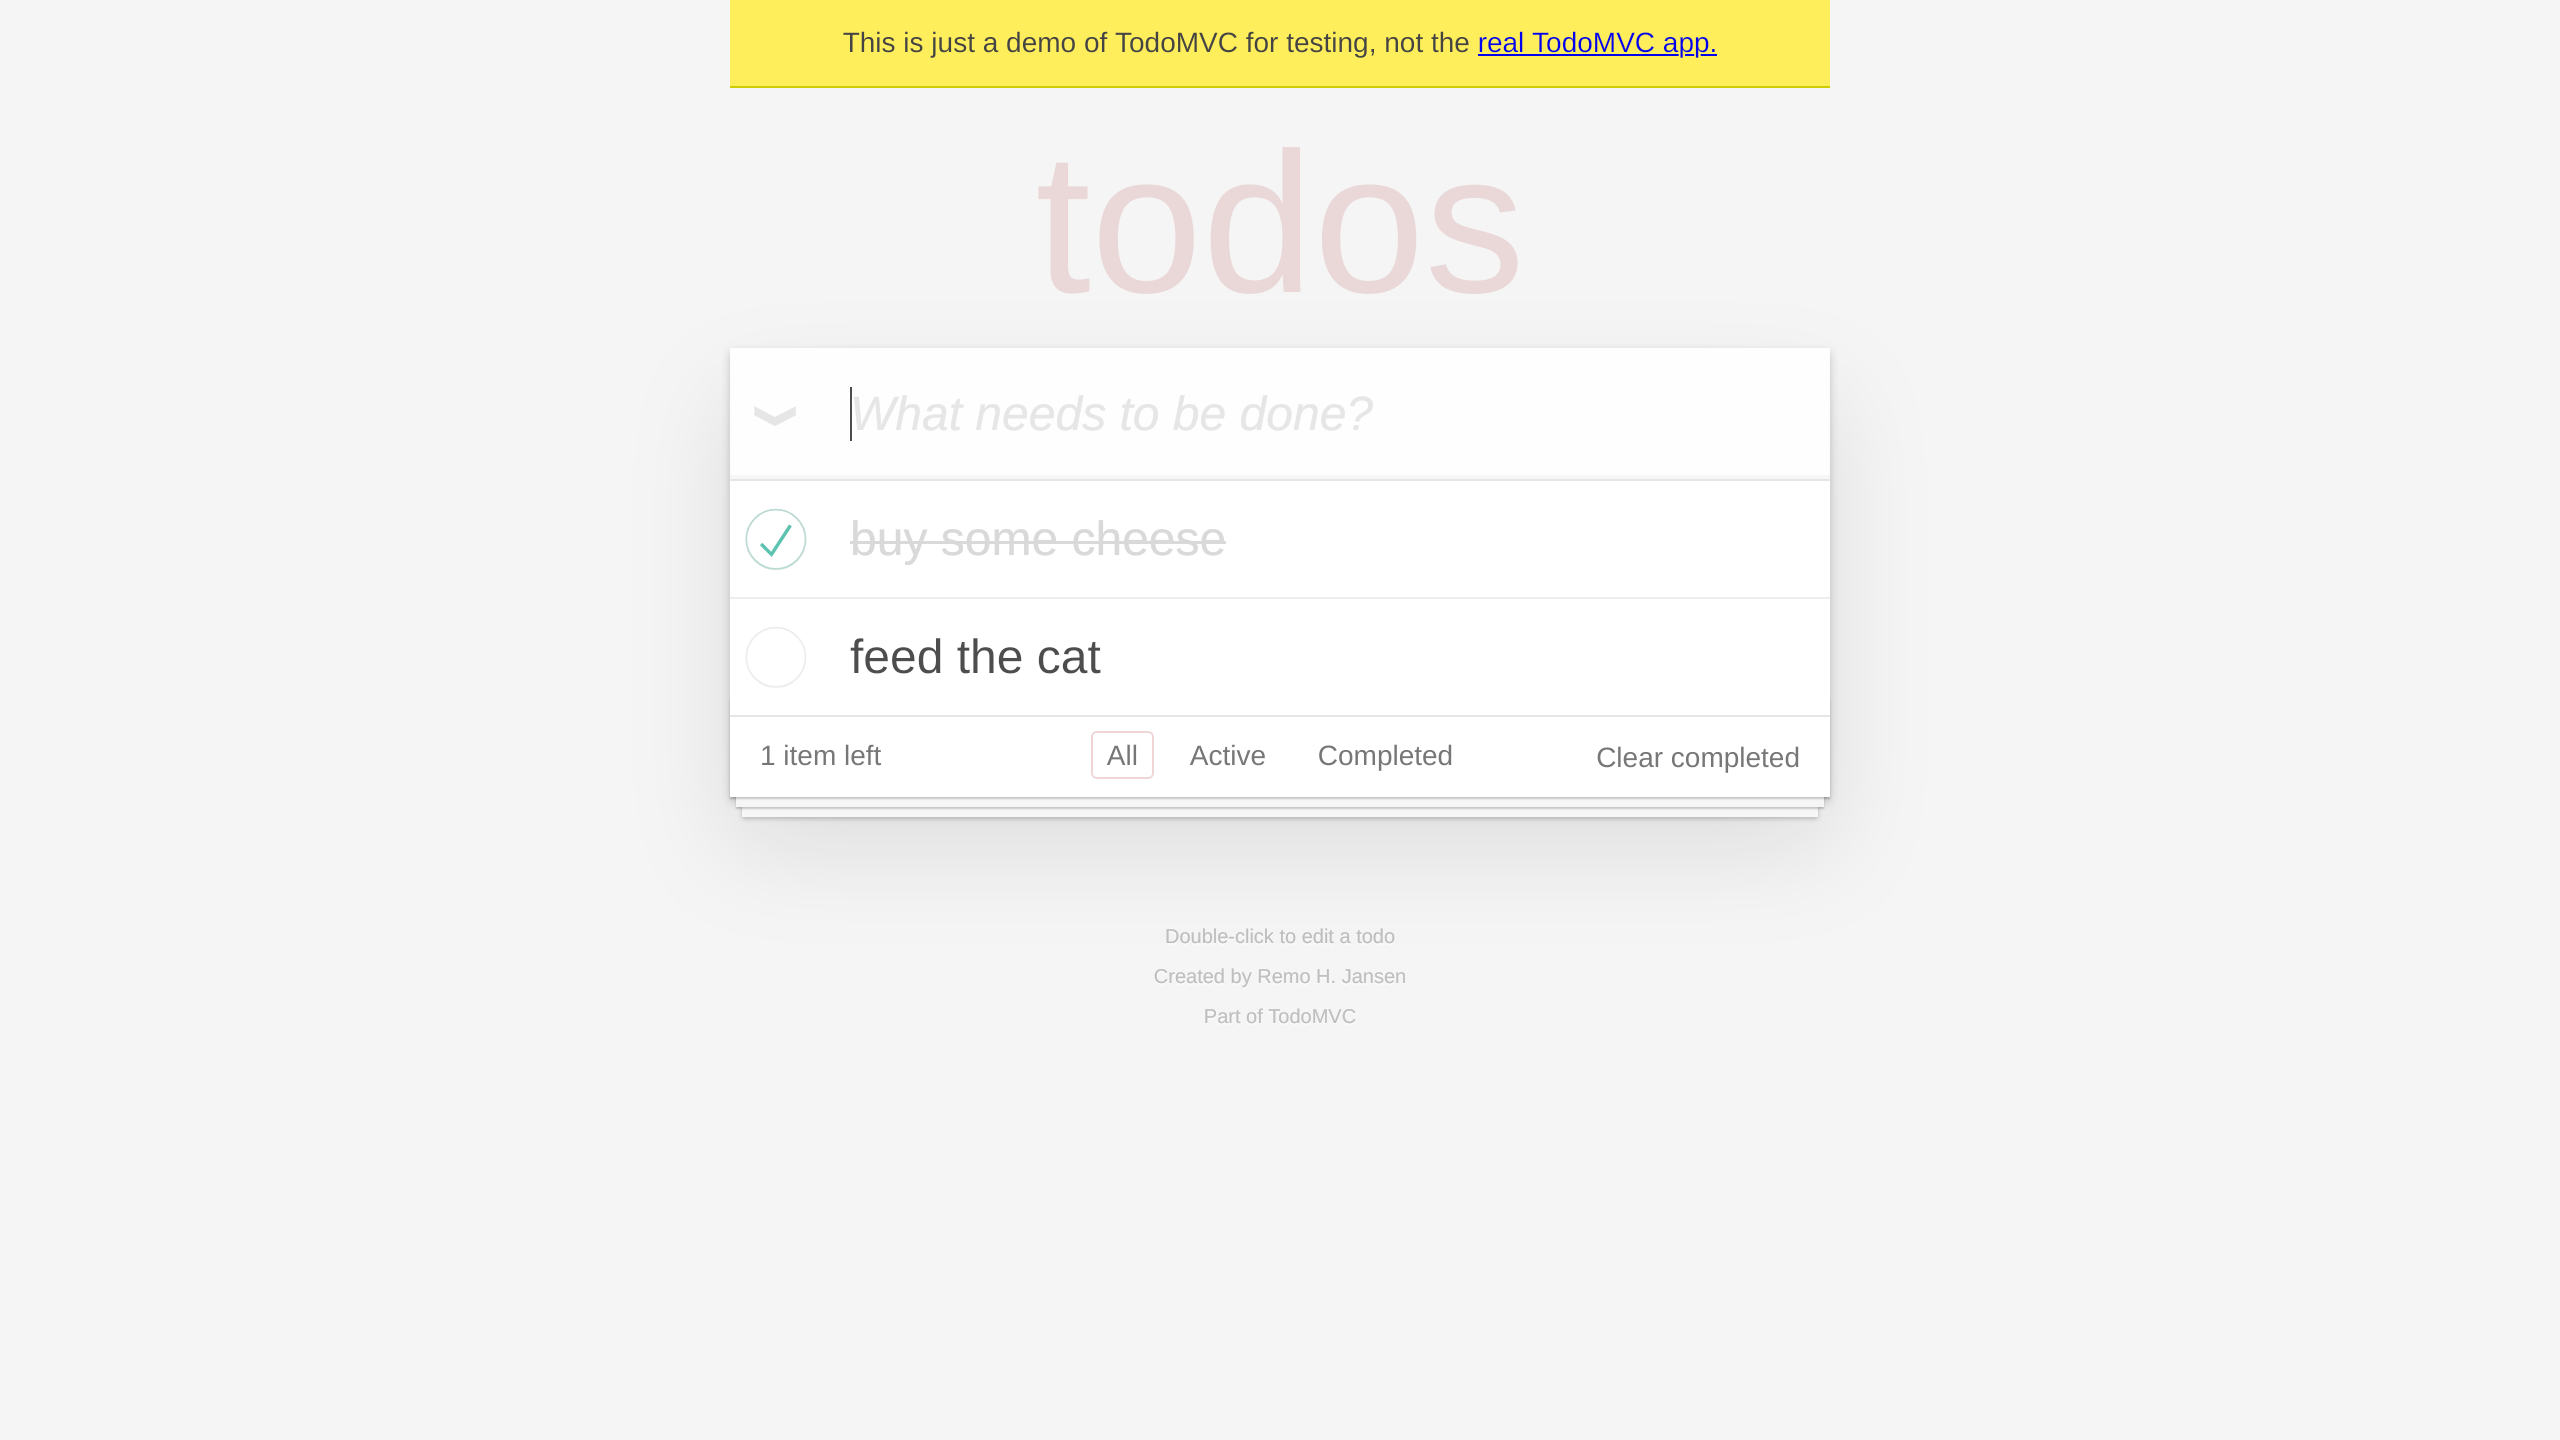 This is just a demo of TodoMVC for testing, not the real TodoMVC app.
todos
What needs to be done?
buy some cheese
feed the cat
1 item left All Active Completed Clear completed
Double-click to edit a todo
Created by Remo H. Jansen
Part of TodoMVC